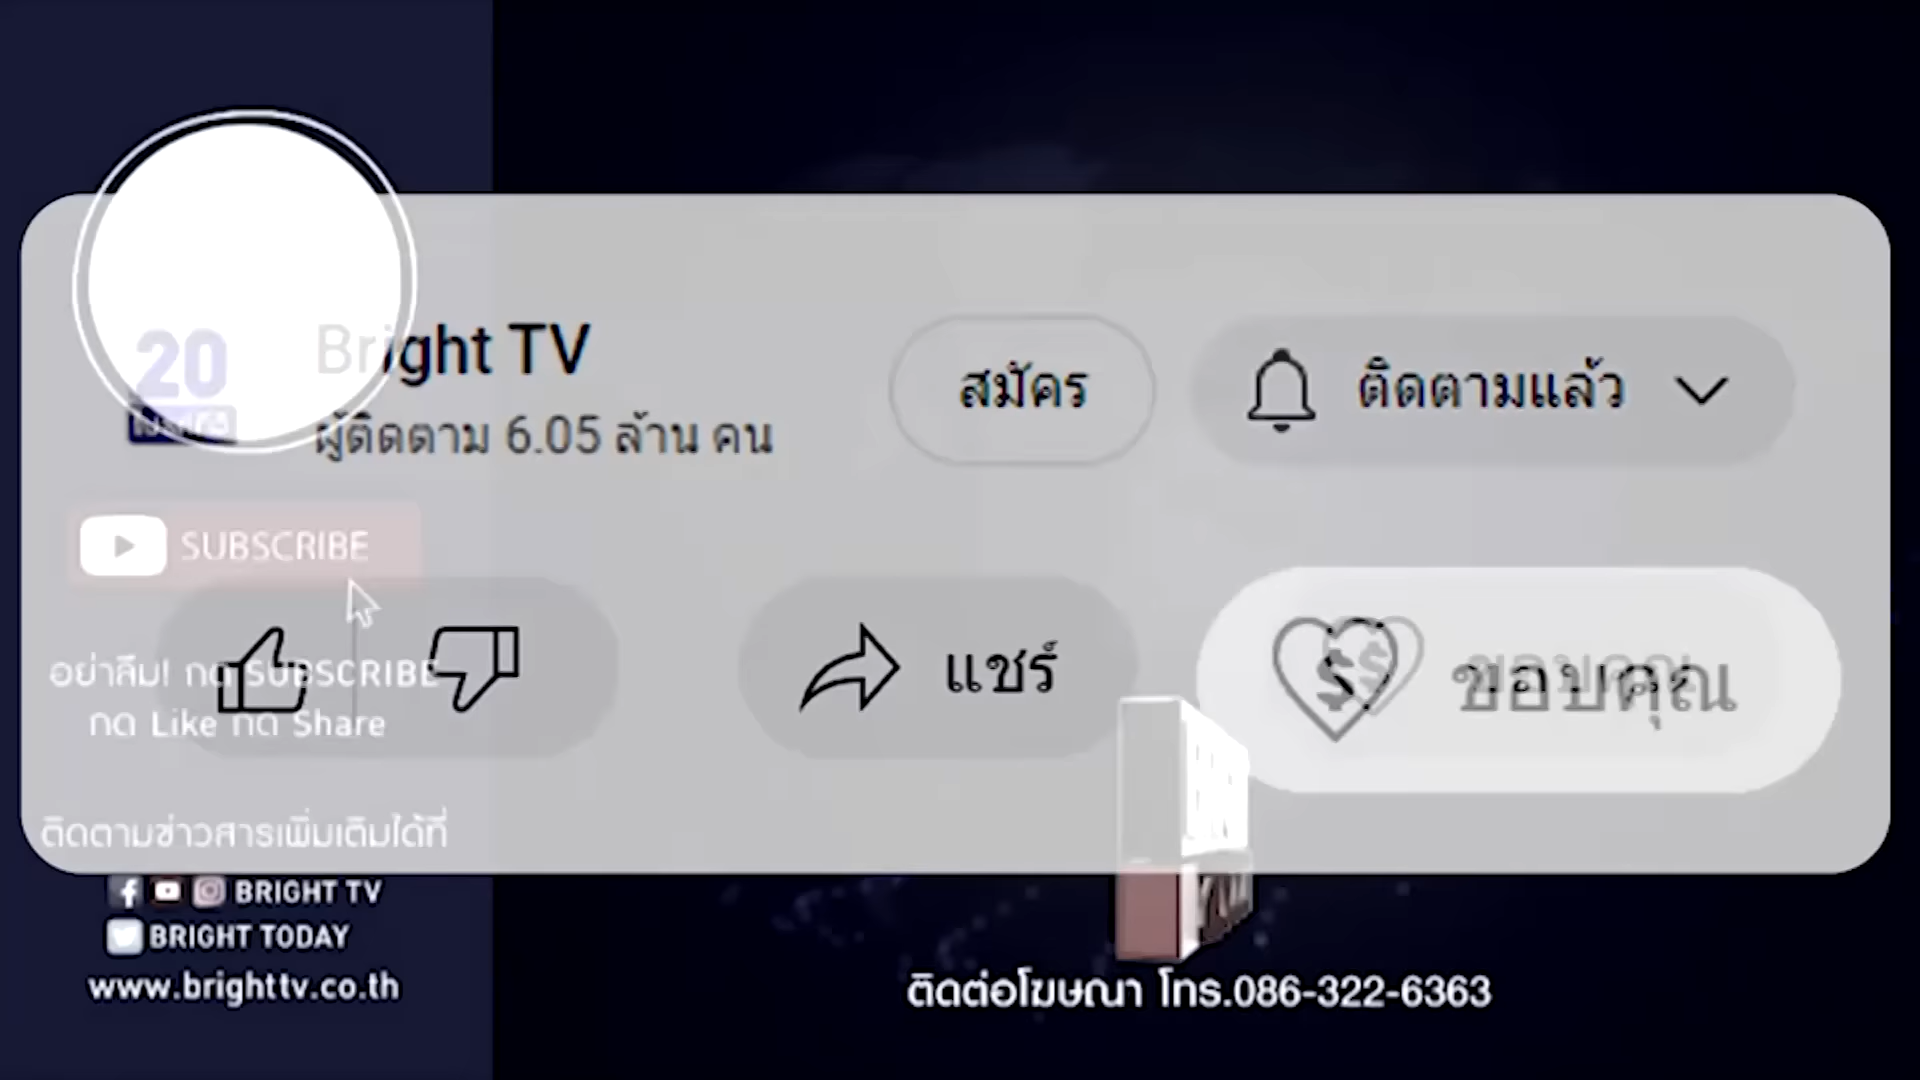 20
Bright TV
ผู้ติดตาม 6.05 ล้าน คน
สมัคร
ติดตามแล้ว
SUBSCRIBE
แชร์
ขอบคุณ
อย่าลืม! กด SUBSCRIBE
กด Like กด Share
ติดตามข่าวสารเพิ่มเติมได้ที่
BRIGHT TV
BRIGHT TODAY
www.brighttv.co.th
ติดต่อโฆษณา โทร.086-322-6363